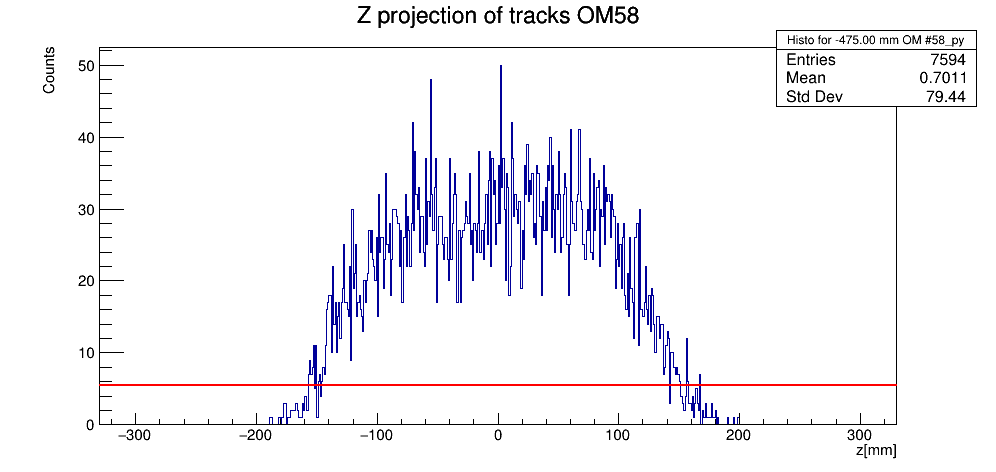 Z projection of tracks OM58
Histo for -475.00 mm OM #58_py
Entries 7594
Mean 0.7011
Std Dev 79.44
Counts
50
40
30
20
10
0
−300 −200 −100 0 100 200 300
z[mm]